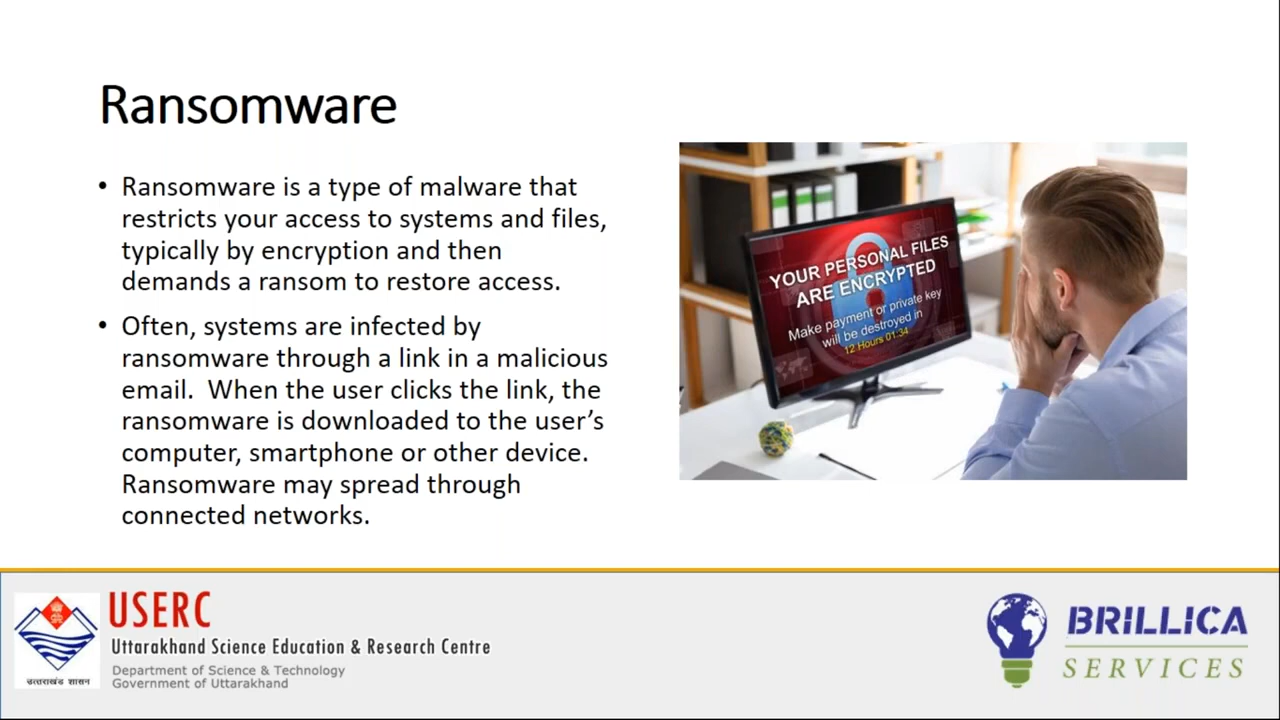 Ransomware
• Ransomware is a type of malware that
restricts your access to systems and files,
typically by encryption and then
demands a ransom to restore access.
• Often, systems are infected by
ransomware through a link in a malicious
email.  When the user clicks the link, the
ransomware is downloaded to the user’s
computer, smartphone or other device.
Ransomware may spread through
connected networks.
YOUR PERSONAL FILES
ARE ENCRYPTED
Make payment or private key
will be destroyed in
12 Hours 01:34
USERC
Uttarakhand Science Education & Research Centre
Department of Science & Technology
Government of Uttarakhand
उत्तराखंड शासन
BRILLICA
SERVICES